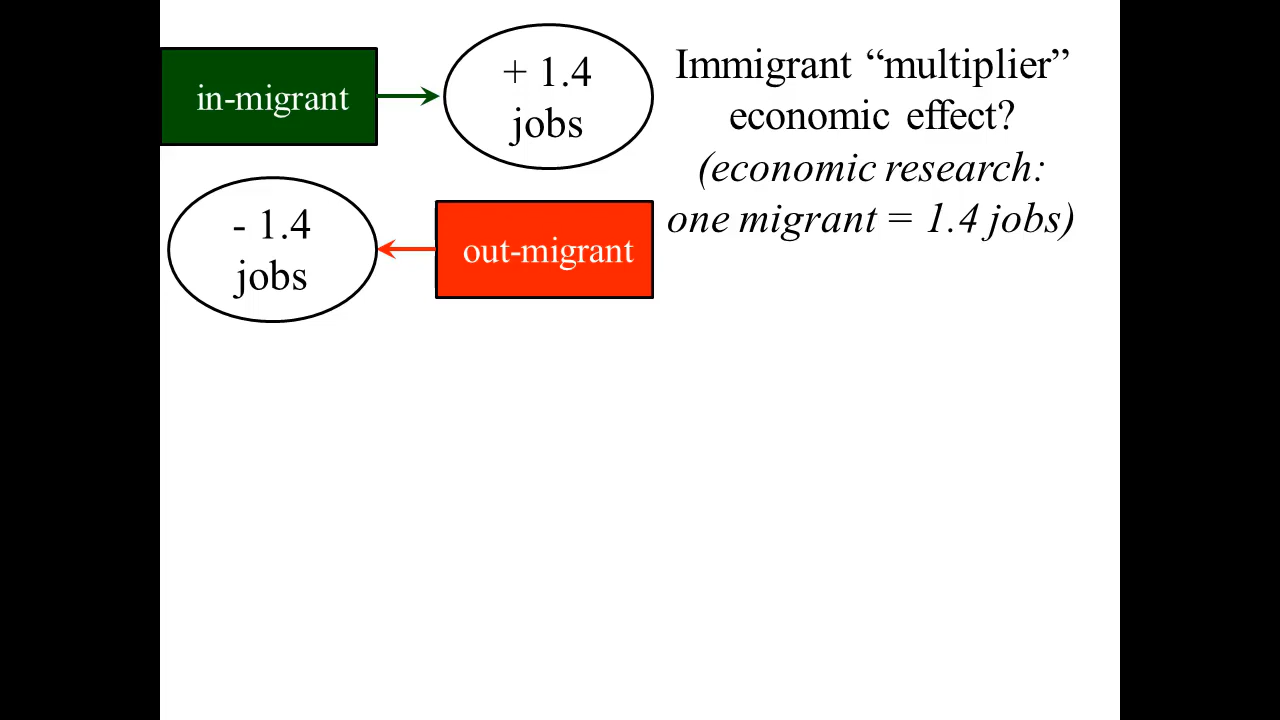 in-migrant
+ 1.4
jobs
Immigrant “multiplier”
economic effect?
(economic research:
one migrant = 1.4 jobs)
- 1.4
jobs
out-migrant